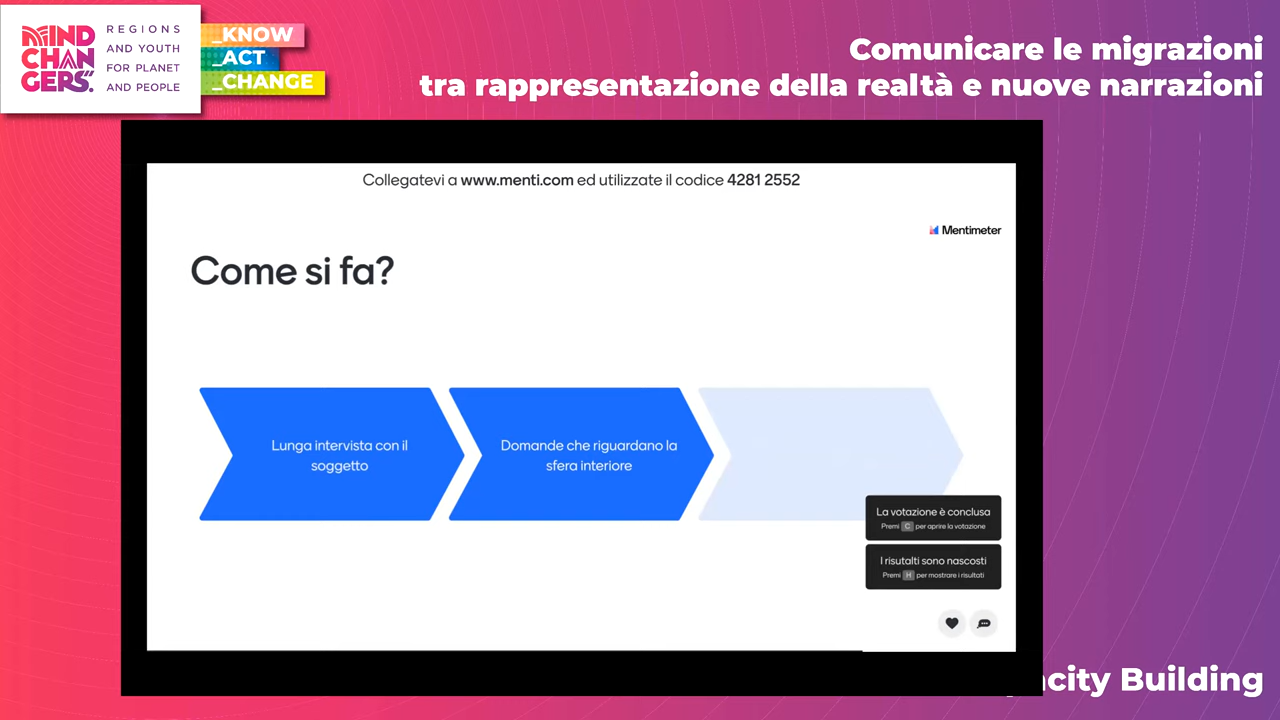 MIND
CHAN
GERS
REGIONS
AND YOUTH
FOR PLANET
AND PEOPLE
_KNOW
_ACT
_CHANGE
Comunicare le migrazioni
tra rappresentazione della realtà e nuove narrazioni
Collegatevi a www.menti.com ed utilizzate il codice 4281 2552
Mentimeter
Come si fa?
Lunga intervista con il
soggetto
Domande che riguardano la
sfera interiore
La votazione è conclusa
Premi C per aprire la votazione
I risutalti sono nascosti
Premi H per mostrare i risultati
Building